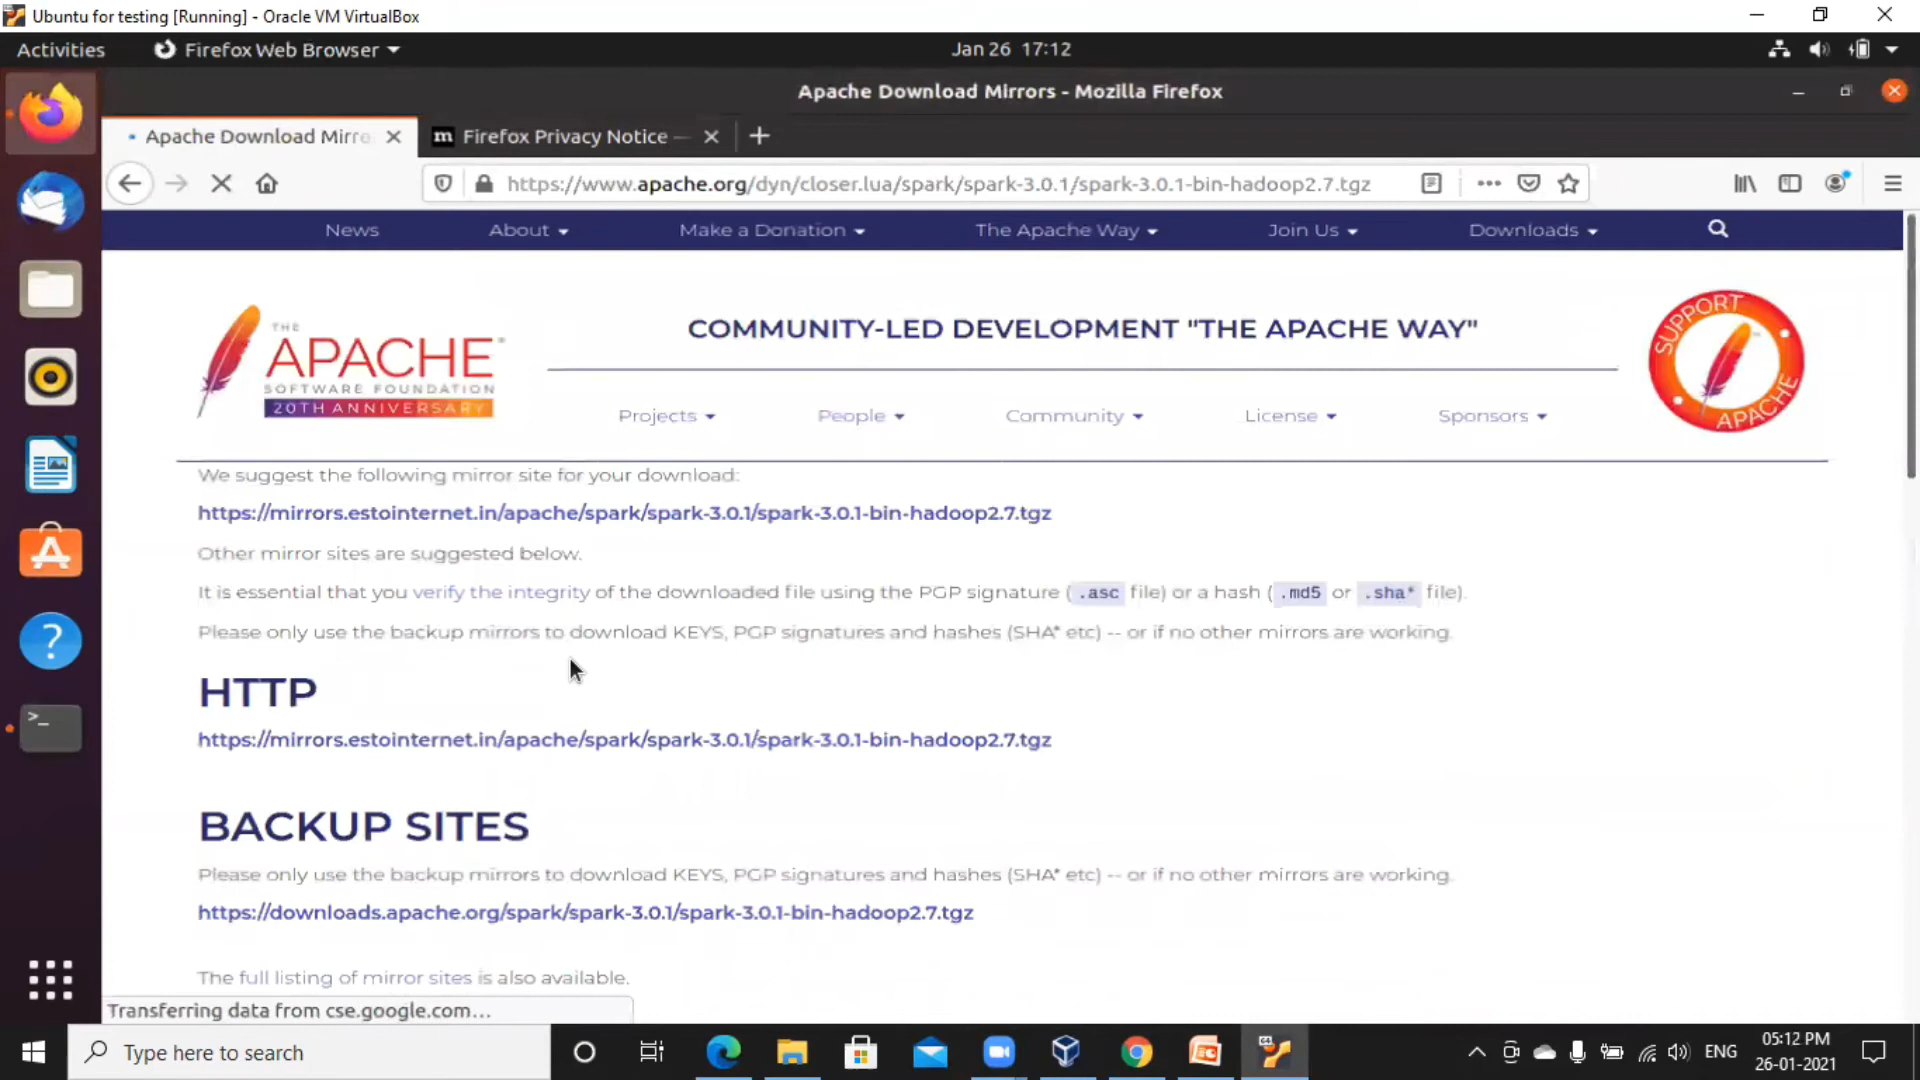 Ubuntu for testing [Running] - Oracle VM VirtualBox
Activities
Firefox Web Browser
Jan 26 17:12
Apache Download Mirrors - Mozilla Firefox
Apache Download Mirre
m Firefox Privacy Notice —
https://www.apache.org/dyn/closer.lua/spark/spark-3.0.1/spark-3.0.1-bin-hadoop2.7.tgz
News About Make a Donation The Apache Way Join Us Downloads
THE
APACHE
SOFTWARE FOUNDATION
20TH ANNIVERSARY
COMMUNITY-LED DEVELOPMENT "THE APACHE WAY"
SUPPORT
APACHE
Projects People Community License Sponsors
We suggest the following mirror site for your download:
https://mirrors.estointernet.in/apache/spark/spark-3.0.1/spark-3.0.1-bin-hadoop2.7.tgz
Other mirror sites are suggested below.
It is essential that you verify the integrity of the downloaded file using the PGP signature ( .asc file) or a hash ( .md5 or .sha* file).
Please only use the backup mirrors to download KEYS, PGP signatures and hashes (SHA* etc) -- or if no other mirrors are working.
HTTP
https://mirrors.estointernet.in/apache/spark/spark-3.0.1/spark-3.0.1-bin-hadoop2.7.tgz
BACKUP SITES
Please only use the backup mirrors to download KEYS, PGP signatures and hashes (SHA* etc) -- or if no other mirrors are working.
https://downloads.apache.org/spark/spark-3.0.1/spark-3.0.1-bin-hadoop2.7.tgz
The full listing of mirror sites is also available.
Transferring data from cse.google.com...
Type here to search
64
ENG
05:12 PM
26-01-2021